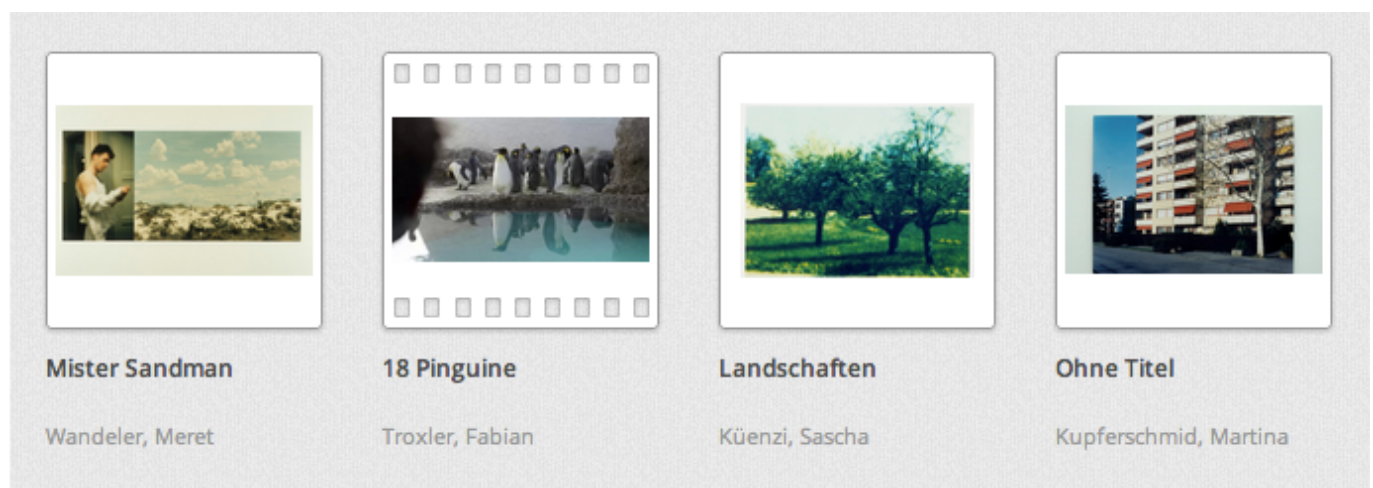 Mister Sandman
18 Pinguine
Landschaften
Ohne Titel
Wandeler, Meret
Troxler, Fabian
Küenzi, Sascha
Kupferschmid, Martina